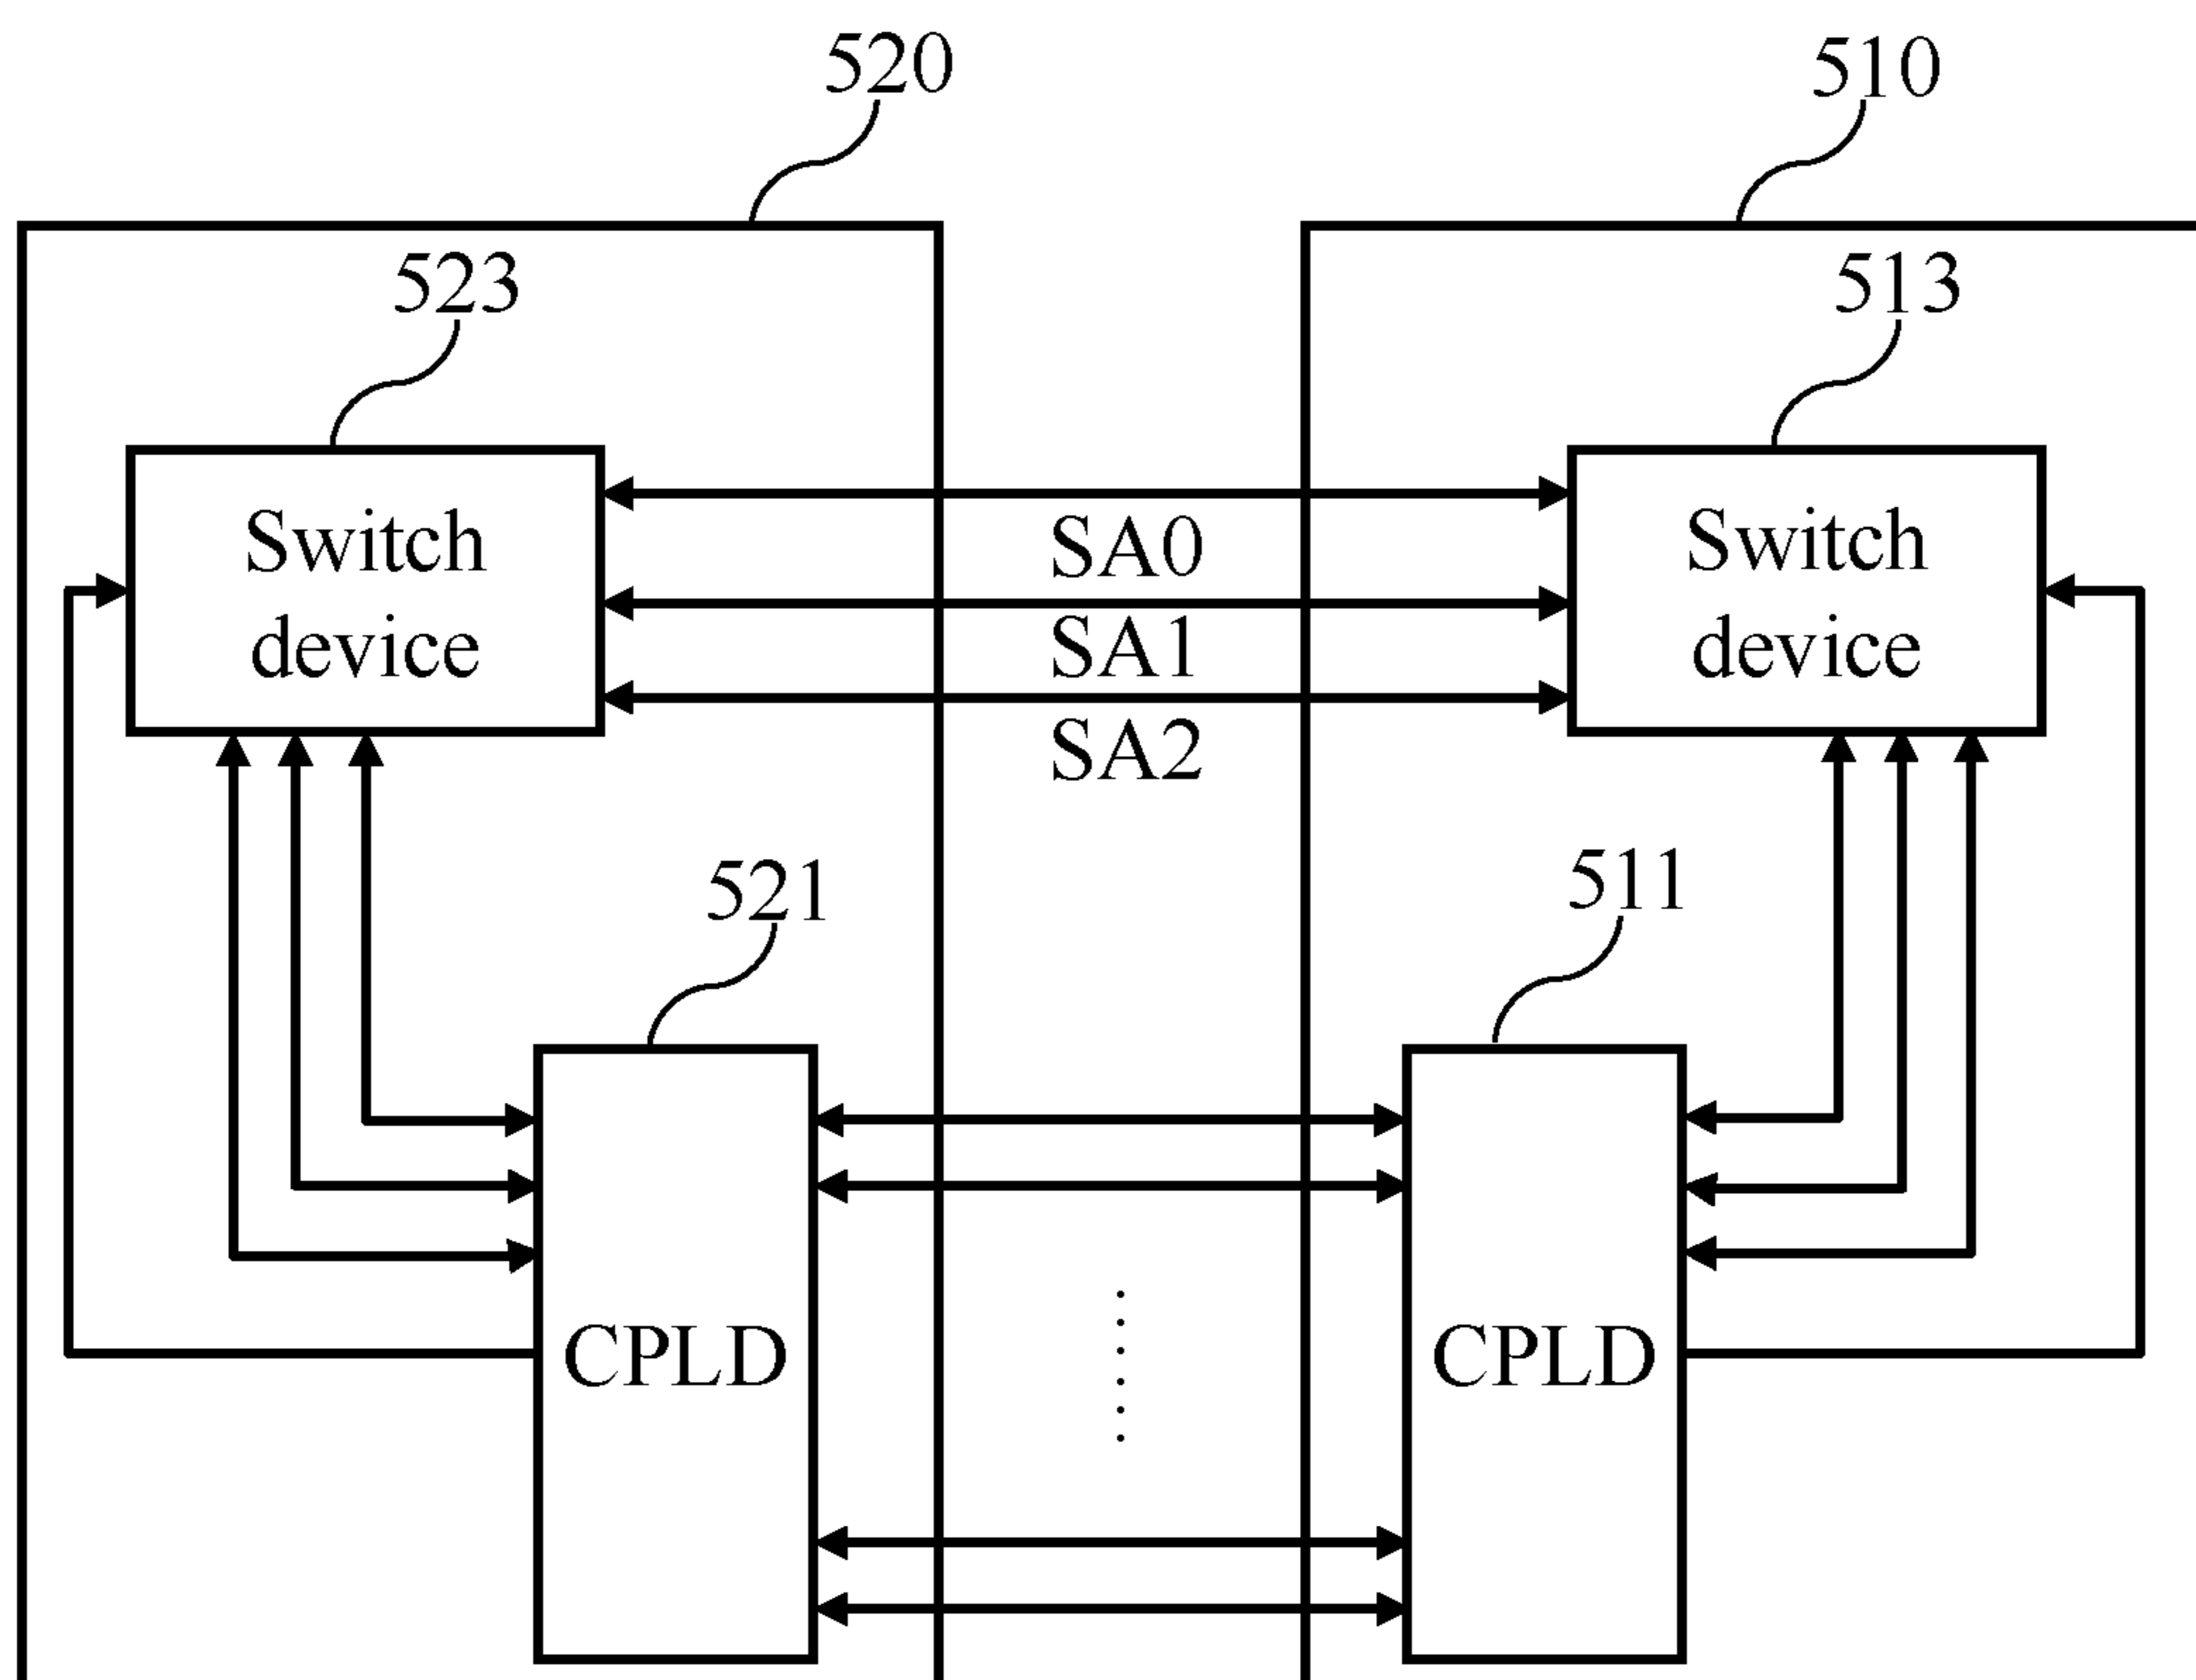 520
510
523
513
Switch
device
SA0
SA1
SA2
Switch
device
521
511
CPLD
CPLD